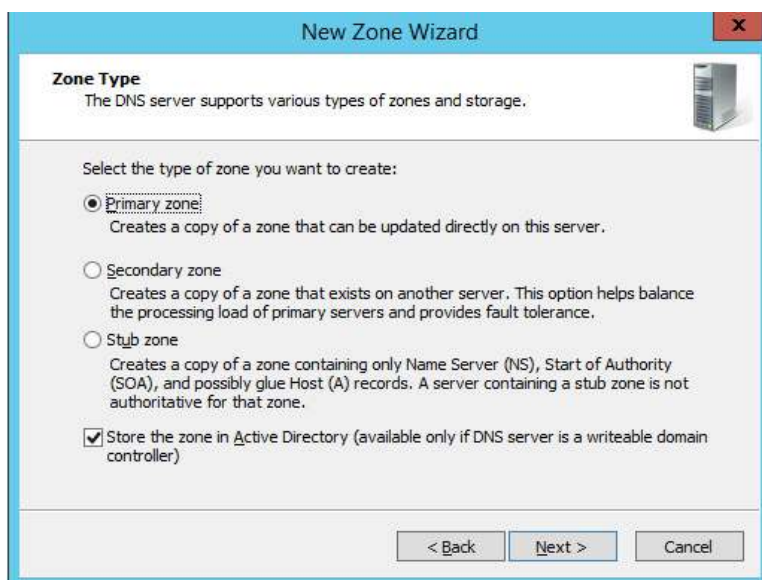 New Zone Wizard
x
Zone Type
The DNS server supports various types of zones and storage.
Select the type of zone you want to create:
Primary zone
Creates a copy of a zone that can be updated directly on this server.
Secondary zone
Creates a copy of a zone that exists on another server. This option helps balance
the processing load of primary servers and provides fault tolerance.
Stub zone
Creates a copy of a zone containing only Name Server (NS), Start of Authority
(SOA), and possibly glue Host (A) records. A server containing a stub zone is not
authoritative for that zone.
Store the zone in Active Directory (available only if DNS server is a writeable domain
controller)
< Back Next > Cancel